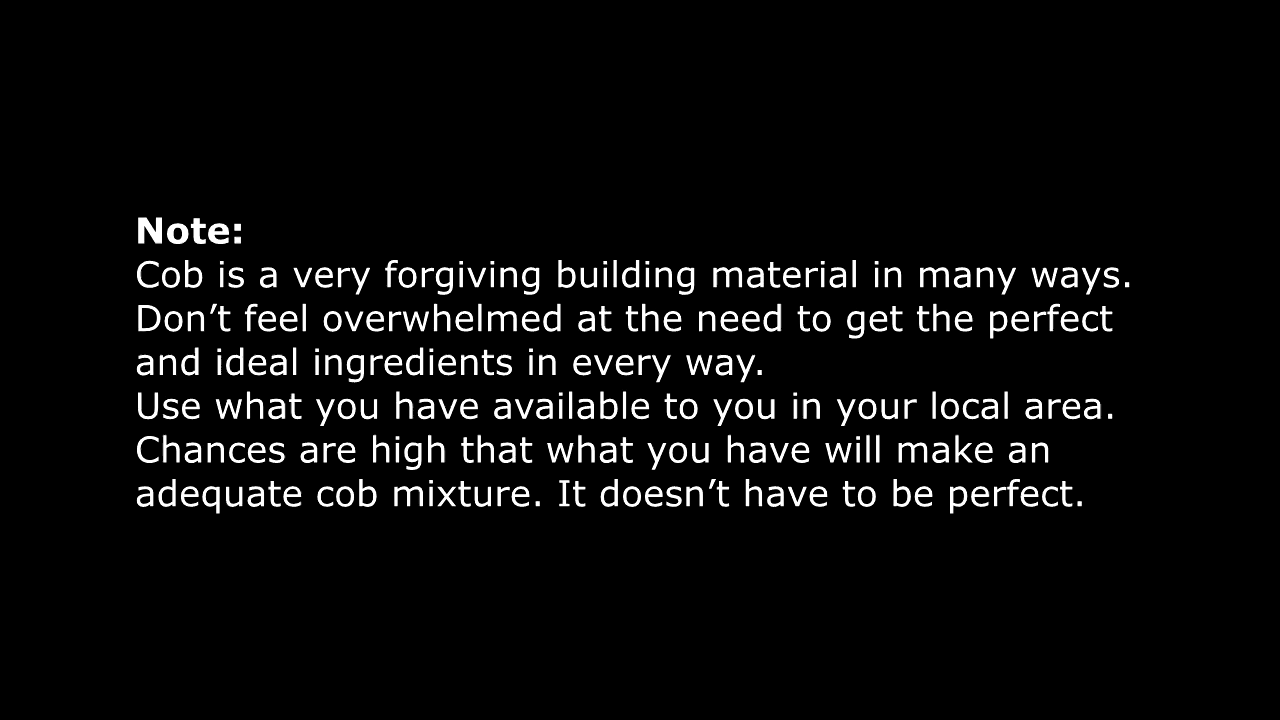 Note:
Cob is a very forgiving building material in many ways.
Don’t feel overwhelmed at the need to get the perfect
and ideal ingredients in every way.
Use what you have available to you in your local area.
Chances are high that what you have will make an
adequate cob mixture. It doesn’t have to be perfect.